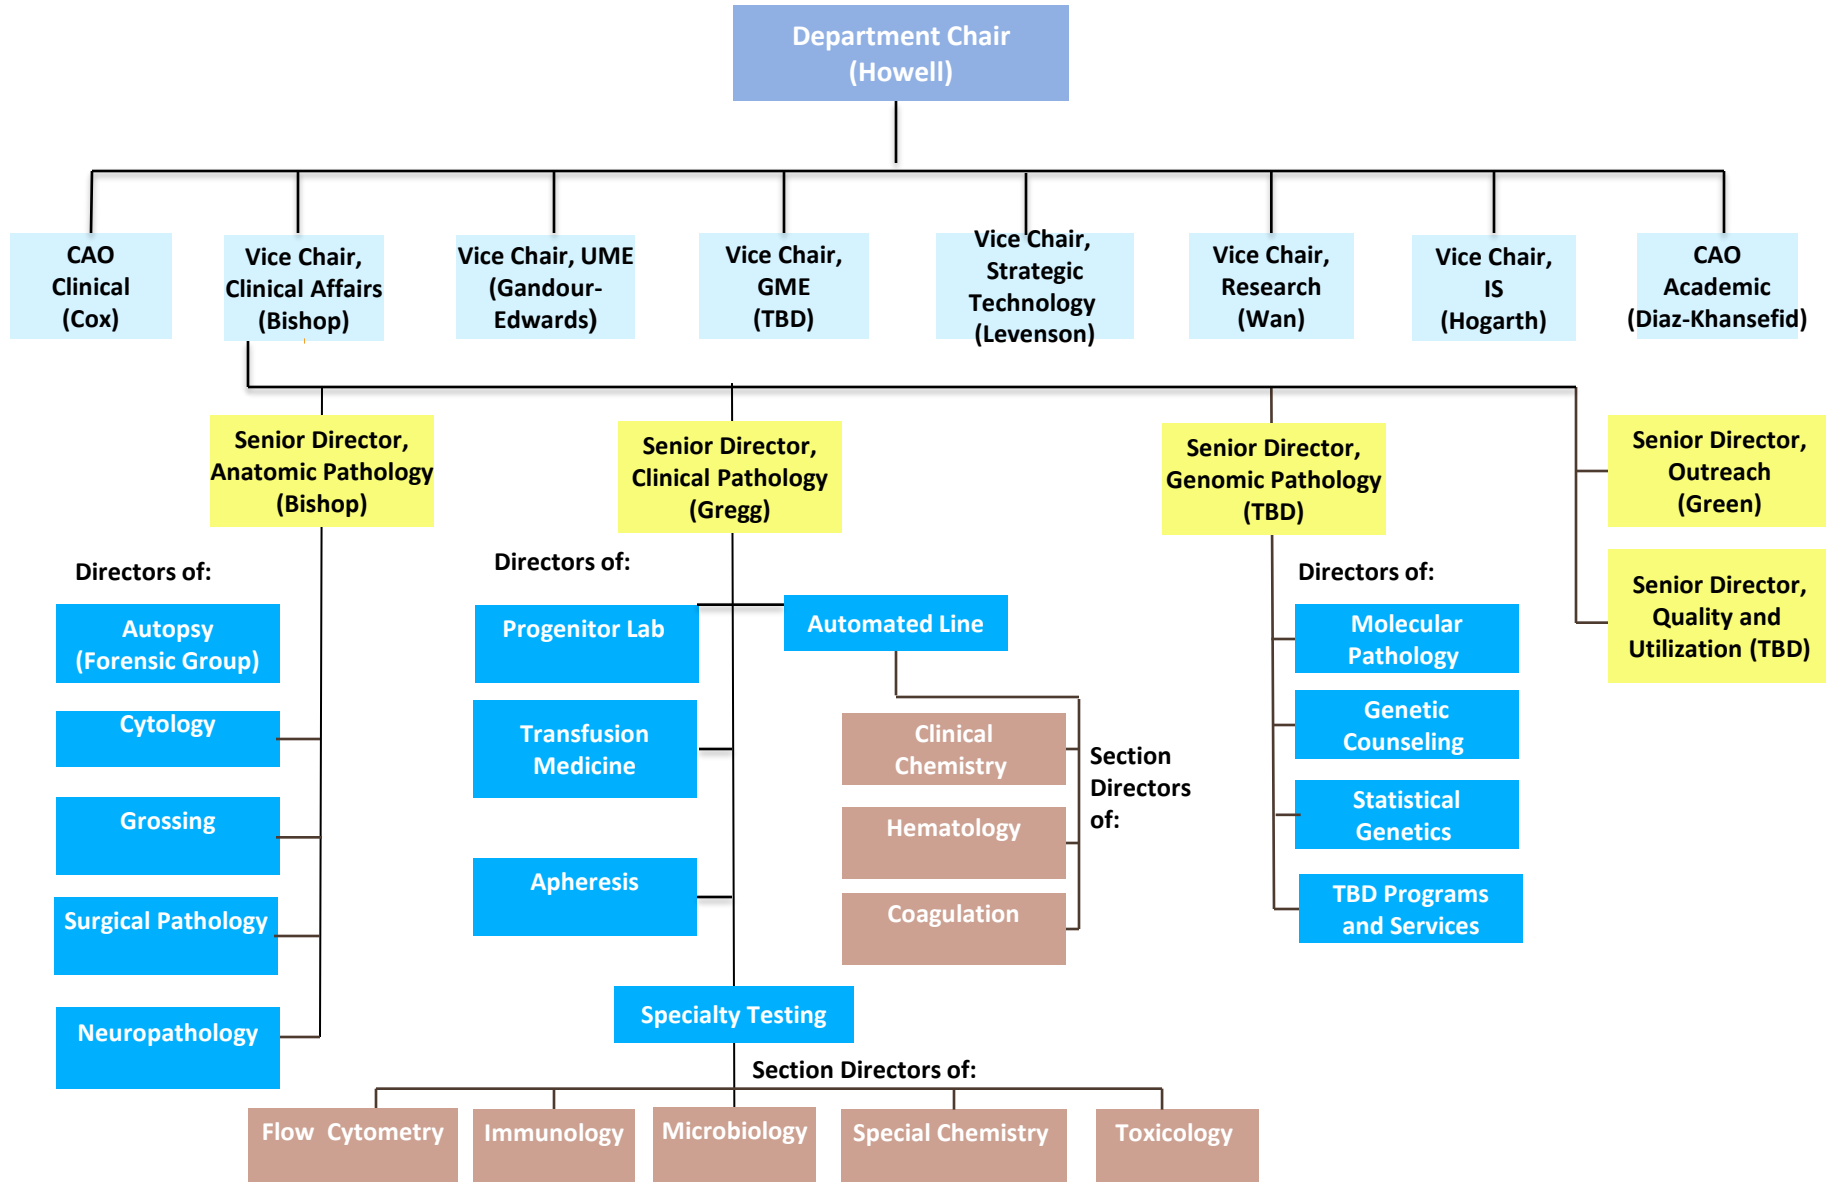 Department Chair
(Howell)
CAO
Clinical
(Cox)
Vice Chair,
Clinical Affairs
(Bishop)
Vice Chair, UME
(Gandour-
Edwards)
Vice Chair,
GME
(TBD)
Vice Chair,
Strategic
Technology
(Levenson)
Vice Chair,
Research
(Wan)
Vice Chair,
IS
(Hogarth)
CAO
Academic
(Diaz-Khansefid)
Senior Director,
Anatomic Pathology
(Bishop)
Senior Director,
Clinical Pathology
(Gregg)
Senior Director,
Genomic Pathology
(TBD)
Senior Director,
Outreach
(Green)
Senior Director,
Quality and
Utilization (TBD)
Directors of:
Autopsy
(Forensic Group)
Cytology
Grossing
Surgical Pathology
Neuropathology
Directors of:
Progenitor Lab
Automated Line
Transfusion
Medicine
Apheresis
Clinical
Chemistry
Hematology
Coagulation
Section
Directors
of:
Directors of:
Molecular
Pathology
Genetic
Counseling
Statistical
Genetics
TBD Programs
and Services
Specialty Testing
Section Directors of:
Flow  Cytometry
Immunology
Microbiology
Special Chemistry
Toxicology